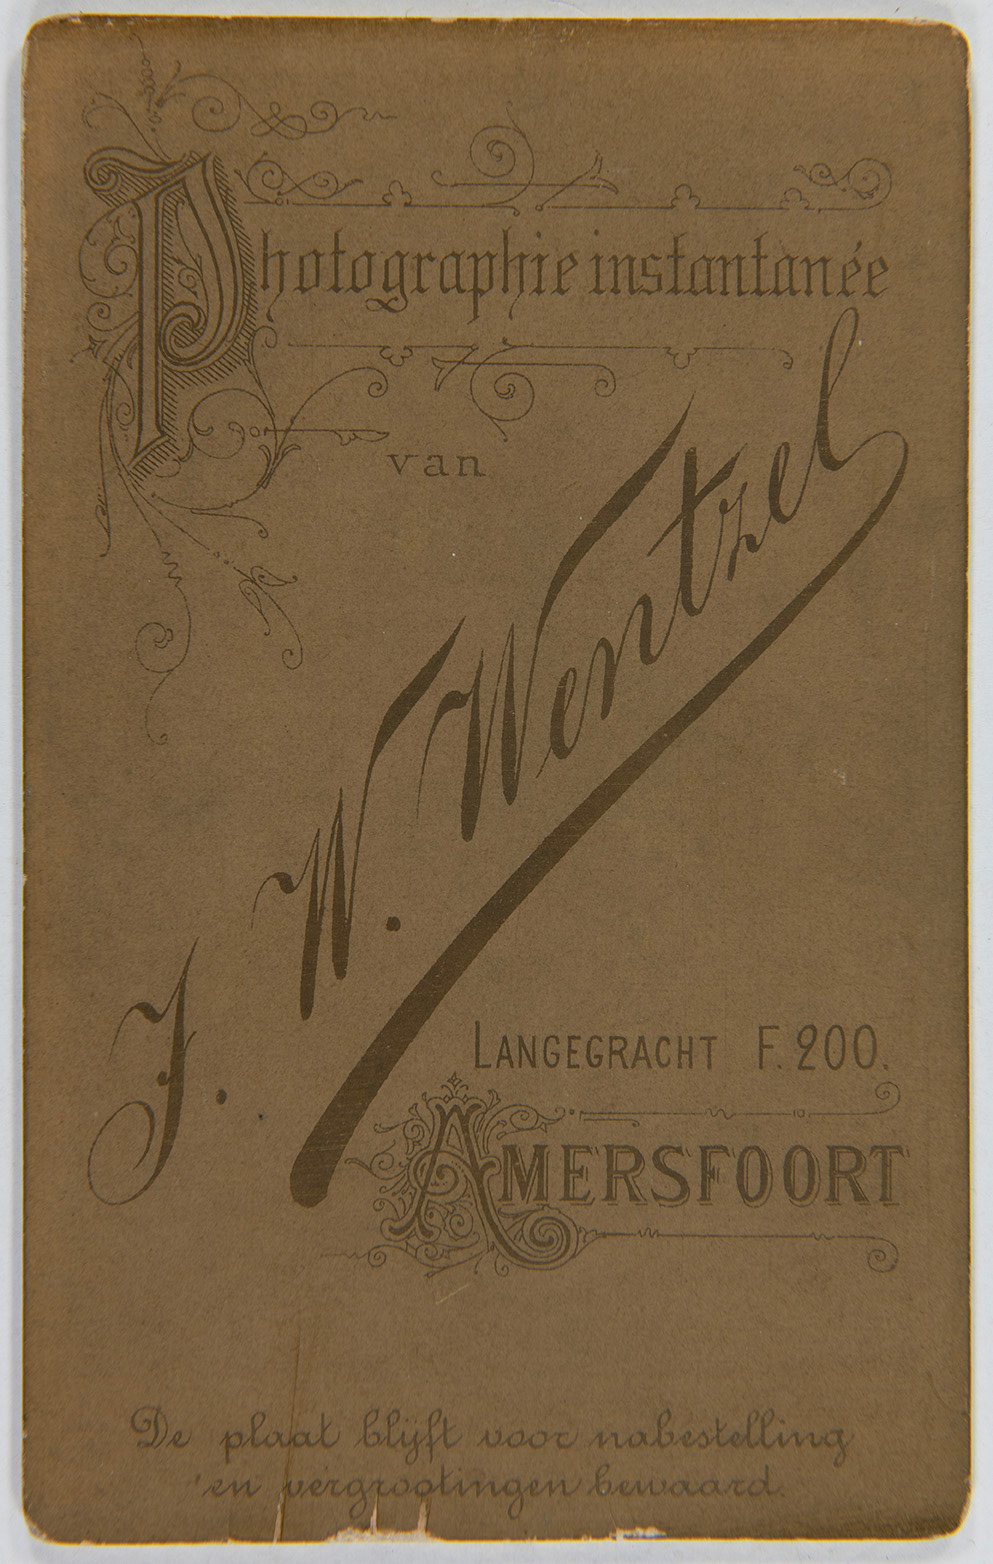 Photographie instantanée
van
J. W. Wentzel
LANGEGRACHT F. 200.
AMERSFOORT
De plaat blijft voor nabestelling
en vergrootingen bewaard.